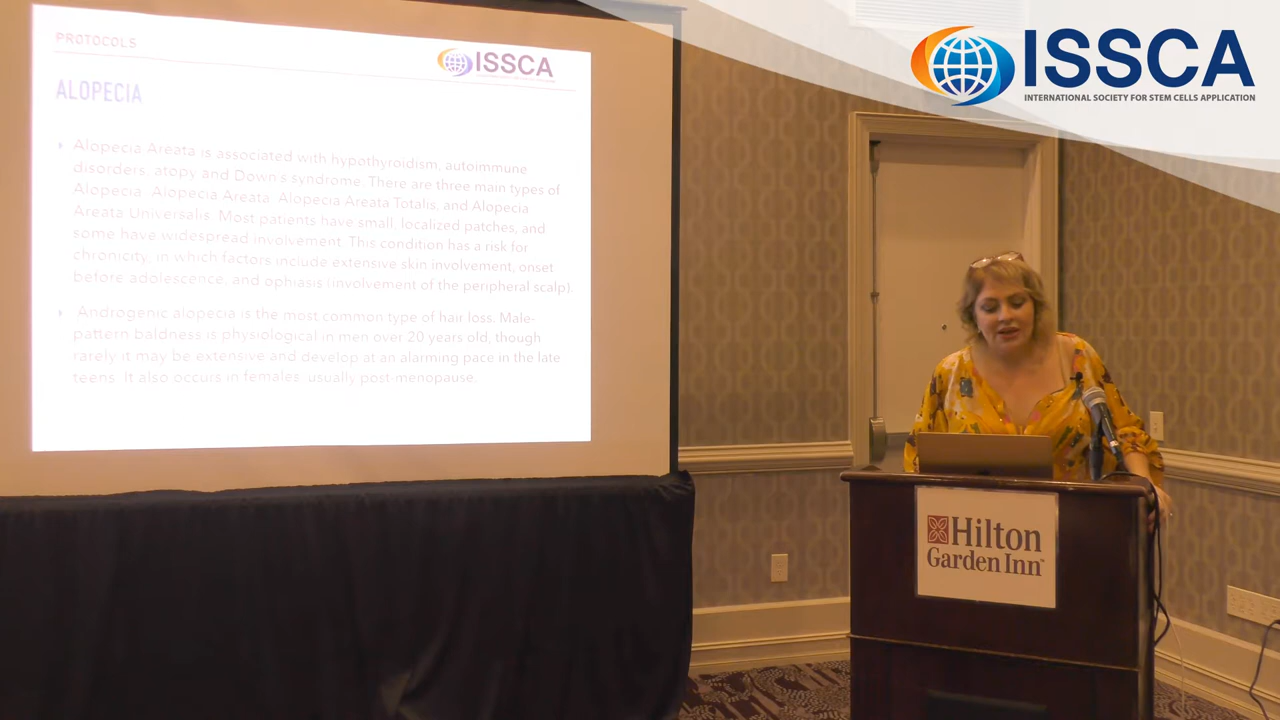 PROTOCOLS
ISSCA
ALOPECIA
Alopecia Areata is associated with hypothyroidism, autoimmune
disorders, atopy and Down's syndrome. There are three main types of
Alopecia: Alopecia Areata, Alopecia Areata Totalis, and Alopecia
Areata Universalis. Most patients have small, localized patches, and
some have widespread involvement. This condition has a risk for
chronicity, in which factors include extensive skin involvement, onset
before adolescence, and ophiasis (involvement of the peripheral scalp).
Androgenic alopecia is the most common type of hair loss. Male-
pattern baldness is physiological in men over 20 years old, though
rarely it may be extensive and develop at an alarming pace in the late
teens. It also occurs in females, usually post-menopause.
ISSCA
INTERNATIONAL SOCIETY FOR STEM CELLS APPLICATION
Hilton
Garden Inn™